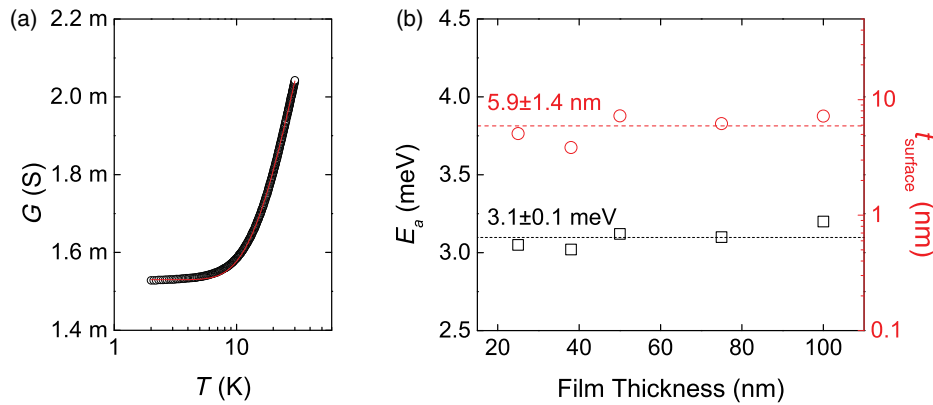 (a)
2.2 m
2.0 m
1.8 m
1.6 m
1.4 m
G (S)
1
10
T (K)
(b)
4.5
4.0
3.5
3.0
2.5
Eₐ (meV)
5.9±1.4 nm
3.1±0.1 meV
20
40
60
80
100
Film Thickness (nm)
10
1
0.1
t surface (nm)